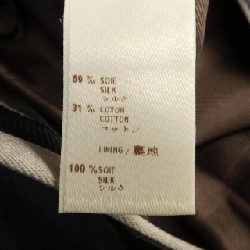 69 % SOIE
SILK
シルク
31 % COTON
COTTON
コットン
LINING / 裏地
100 % SOIE
SILK
シルク